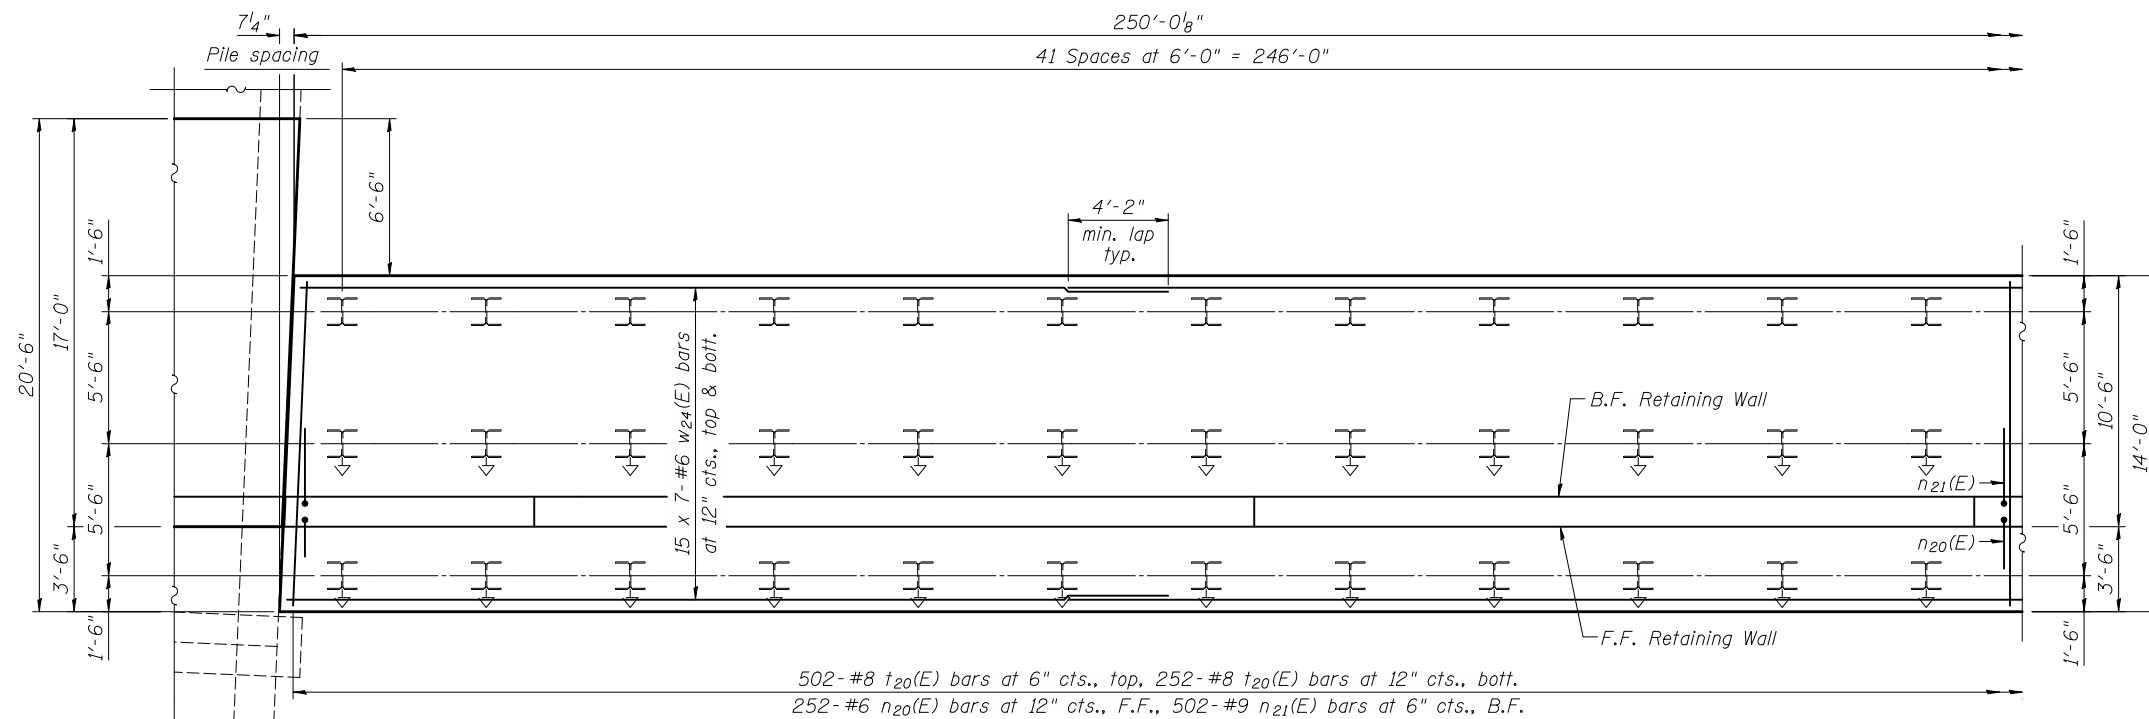 7 1/4"
250'-0 1/8"
Pile spacing
41 Spaces at 6'-0" = 246'-0"
20'-6"
17'-0"
3'-6"
1'-6"
5'-6"
5'-6"
1'-6"
6'-6"
4'-2"
min. lap
typ.
15 x 7-#6 w24(E) bars
at 12" cts., top & bott.
B.F. Retaining Wall
n21(E)
n20(E)
F.F. Retaining Wall
1'-6"
5'-6"
5'-6"
1'-6"
10'-6"
3'-6"
14'-0"
502-#8 t20(E) bars at 6" cts., top, 252-#8 t20(E) bars at 12" cts., bott.
252-#6 n20(E) bars at 12" cts., F.F., 502-#9 n21(E) bars at 6" cts., B.F.